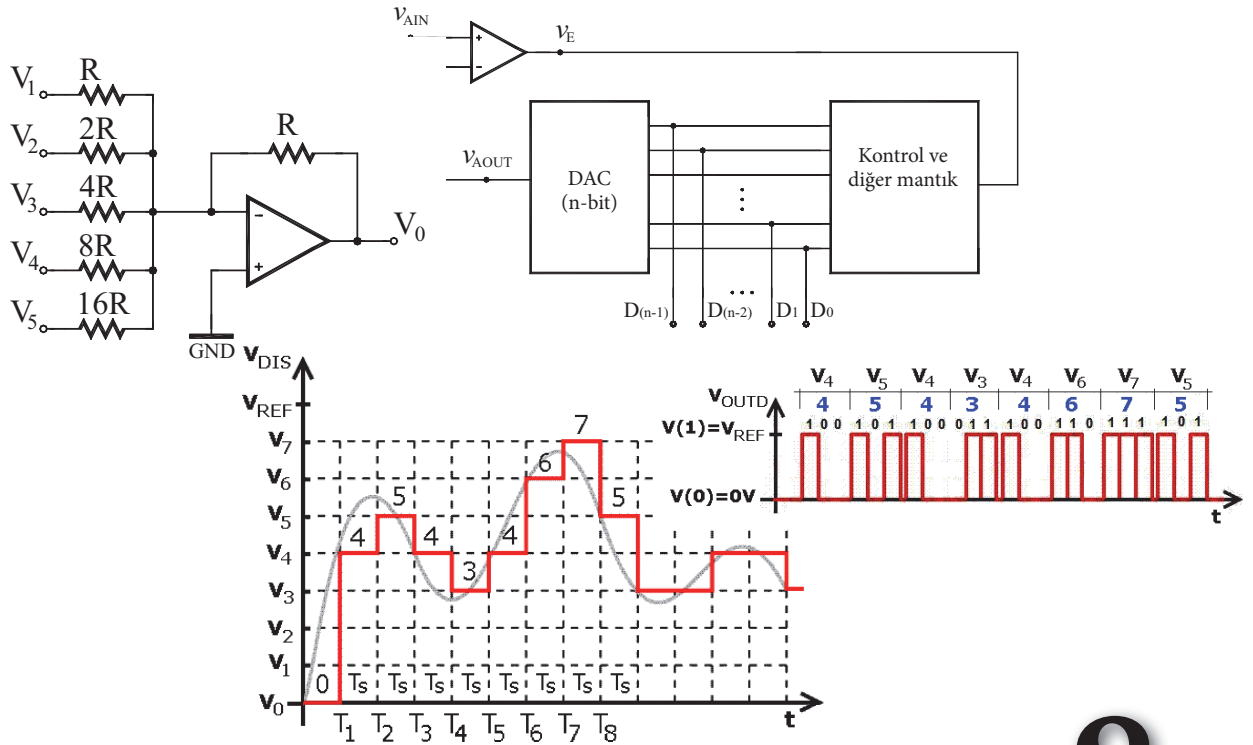 V1 R
V2 2R
V3 4R
V4 8R
V5 16R
R
-
+
V0
GND
vAIN
+
-
vE
vAOUT
DAC
(n-bit)
Kontrol ve
diğer mantık
D(n-1) D(n-2) ... D1 D0
VDIS
VREF
V7
V6
V5
V4
V3
V2
V1
V0
0 4 5 4 3 4 6 7 5
Ts Ts Ts Ts Ts Ts Ts Ts
T1 T2 T3 T4 T5 T6 T7 T8
t
V4 V5 V4 V3 V4 V6 V7 V5
VOUTD
4 5 4 3 4 6 7 5
1 0 0 1 0 1 1 0 0 0 1 1 1 0 0 1 1 0 1 1 1 1 0 1
V(1)=VREF
V(0)=0V
t